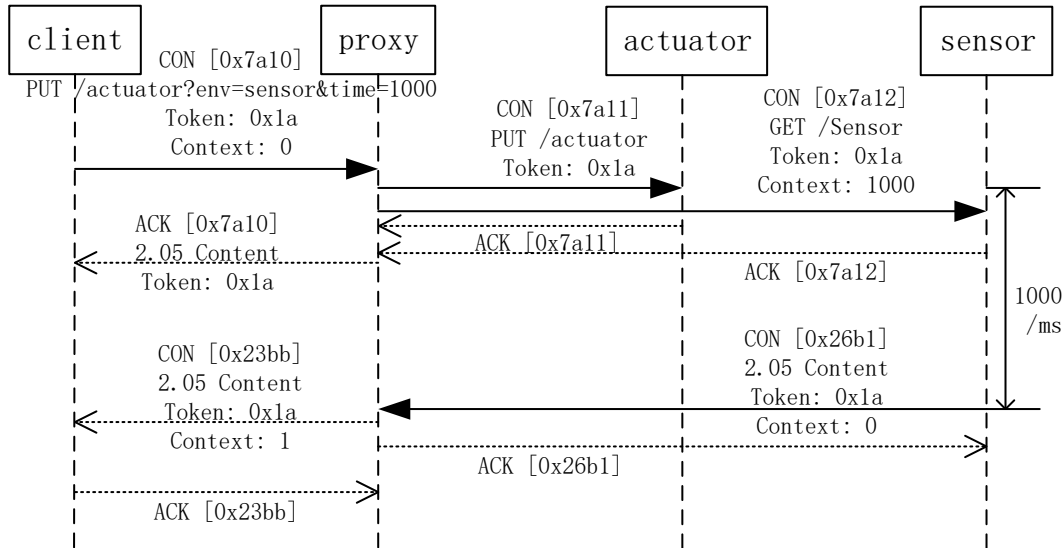 client
proxy
actuator
sensor
CON [0x7a10]
PUT /actuator?env=sensor&time=1000
Token: 0x1a
Context: 0
CON [0x7a11]
PUT /actuator
Token: 0x1a
CON [0x7a12]
GET /Sensor
Token: 0x1a
Context: 1000
ACK [0x7a10]
2.05 Content
Token: 0x1a
ACK [0x7a11]
ACK [0x7a12]
1000
/ms
CON [0x23bb]
2.05 Content
Token: 0x1a
Context: 1
CON [0x26b1]
2.05 Content
Token: 0x1a
Context: 0
ACK [0x26b1]
ACK [0x23bb]